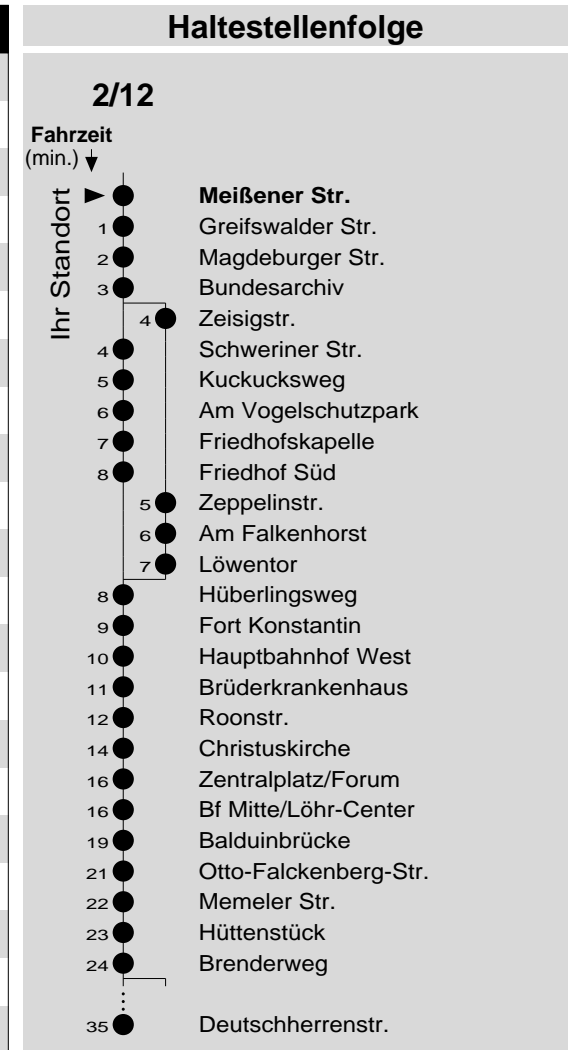 Haltestellenfolge
2/12
Fahrzeit
(min.)
Ihr Standort
Meißener Str.
1 Greifswalder Str.
2 Magdeburger Str.
3 Bundesarchiv
4 Zeisigstr.
4 Schweriner Str.
5 Kuckucksweg
6 Am Vogelschutzpark
7 Friedhofskapelle
8 Friedhof Süd
5 Zeppelinstr.
6 Am Falkenhorst
7 Löwentor
8 Hüberlingsweg
9 Fort Konstantin
10 Hauptbahnhof West
11 Brüderkrankenhaus
12 Roonstr.
14 Christuskirche
16 Zentralplatz/Forum
16 Bf Mitte/Löhr-Center
19 Balduinbrücke
21 Otto-Falckenberg-Str.
22 Memeler Str.
23 Hüttenstück
24 Brenderweg
35 Deutschherrenstr.